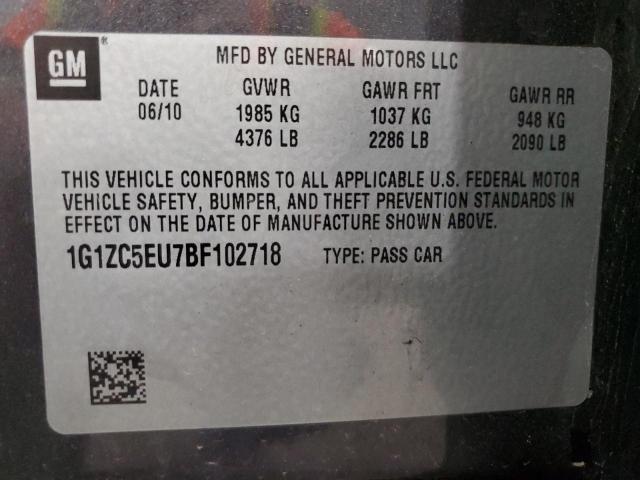 GM® MFD BY GENERAL MOTORS LLC
DATE GVWR GAWR FRT GAWR RR
06/10 1985 KG 1037 KG 948 KG
4376 LB 2286 LB 2090 LB
THIS VEHICLE CONFORMS TO ALL APPLICABLE U.S. FEDERAL MOTOR
VEHICLE SAFETY, BUMPER, AND THEFT PREVENTION STANDARDS IN
EFFECT ON THE DATE OF MANUFACTURE SHOWN ABOVE.
1G1ZC5EU7BF102718 TYPE: PASS CAR